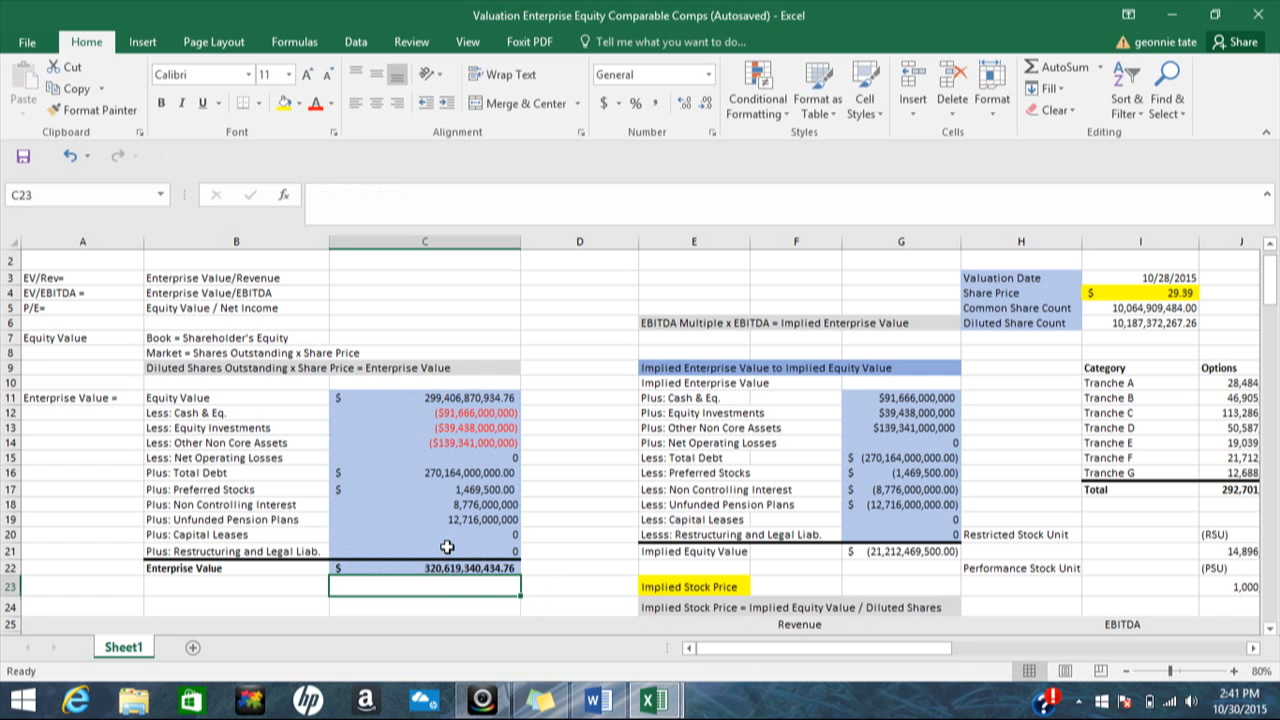 Valuation Enterprise Equity Comparable Comps (Autosaved) - Excel
File Home Insert Page Layout Formulas Data Review View Foxit PDF Tell me what you want to do... geonnie tate Share
Paste Cut Copy Format Painter
Calibri 11 A A B I U A
Wrap Text Merge & Center
General $ % ,
Conditional Formatting Format as Table Cell Styles
Insert Delete Format
AutoSum Fill Clear Sort & Filter Find & Select
Clipboard Font Alignment Number Styles Cells Editing
C23 fx
A B C D E F G H I J
2
3 EV/Rev= Enterprise Value/Revenue Valuation Date 10/28/2015
4 EV/EBITDA = Enterprise Value/EBITDA Share Price $ 29.39
5 P/E= Equity Value / Net Income Common Share Count 10,064,909,484.00
6 EBITDA Multiple x EBITDA = Implied Enterprise Value Diluted Share Count 10,187,372,267.26
7 Equity Value Book = Shareholder's Equity
8 Market = Shares Outstanding x Share Price
9 Diluted Shares Outstanding x Share Price = Enterprise Value Implied Enterprise Value to Implied Equity Value Category Options
10 Implied Enterprise Value Tranche A 28,484
11 Enterprise Value = Equity Value $ 299,406,870,934.76 Plus: Cash & Eq. $91,666,000,000 Tranche B 46,905
12 Less: Cash & Eq. ($91,666,000,000) Plus: Equity Investments $39,438,000,000 Tranche C 113,286
13 Less: Equity Investments ($39,438,000,000) Plus: Other Non Core Assets $139,341,000,000 Tranche D 50,587
14 Less: Other Non Core Assets ($139,341,000,000) Plus: Net Operating Losses 0 Tranche E 19,039
15 Less: Net Operating Losses 0 Less: Total Debt $ (270,164,000,000.00) Tranche F 21,712
16 Plus: Total Debt $ 270,164,000,000.00 Less: Preferred Stocks $ (1,469,500.00) Tranche G 12,688
17 Plus: Preferred Stocks $ 1,469,500.00 Less: Non Controlling Interest $ (8,776,000,000.00) Total 292,701
18 Plus: Non Controlling Interest 8,776,000,000 Less: Unfunded Pension Plans $ (12,716,000,000.00)
19 Plus: Unfunded Pension Plans 12,716,000,000 Less: Capital Leases 0
20 Plus: Capital Leases 0 Lesss: Restructuring and Legal Liab. 0 Restricted Stock Unit (RSU)
21 Plus: Restructuring and Legal Liab. 0 Implied Equity Value $ (21,212,469,500.00) 14,896
22 Enterprise Value $ 320,619,340,434.76 Performance Stock Unit (PSU)
23 Implied Stock Price 1,000
24 Implied Stock Price = Implied Equity Value / Diluted Shares
25 Revenue EBITDA
Sheet1
Ready 80%
2:41 PM
10/30/2015